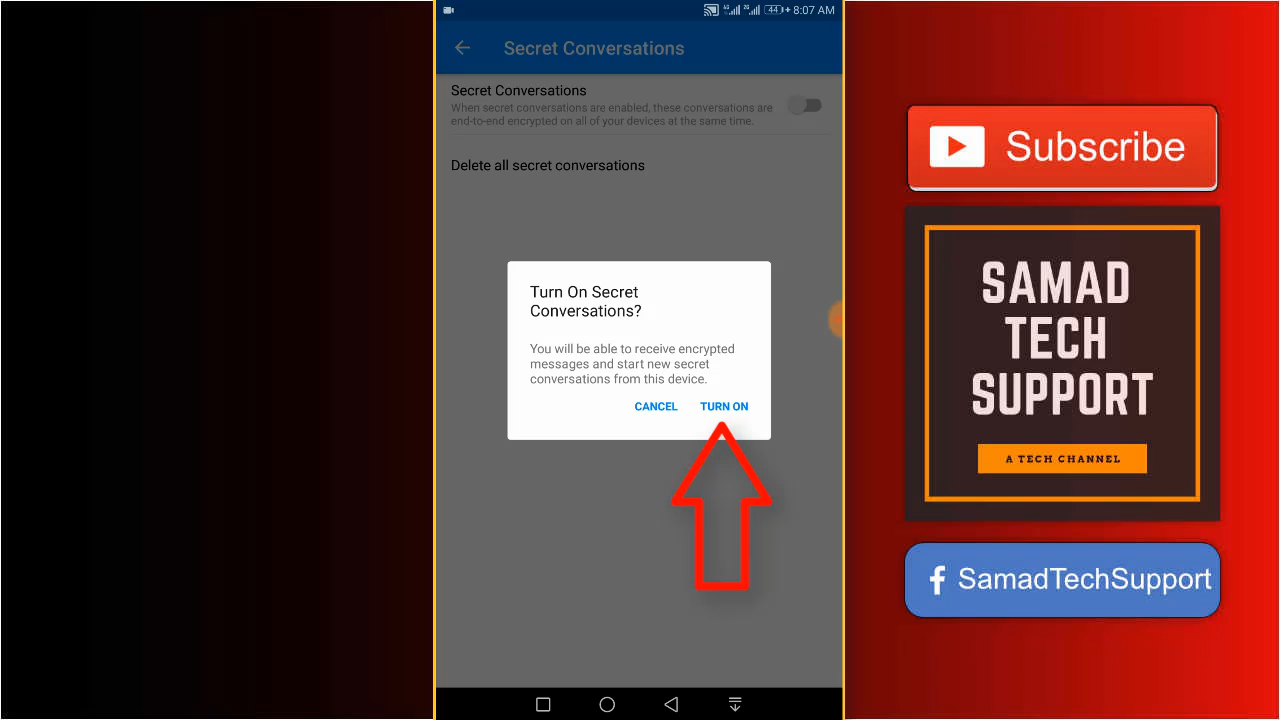 4G 2G 44 8:07 AM
Secret Conversations
Secret Conversations
When secret conversations are enabled, these conversations are
end-to-end encrypted on all of your devices at the same time.
Delete all secret conversations
Turn On Secret
Conversations?
You will be able to receive encrypted
messages and start new secret
conversations from this device.
CANCEL TURN ON
Subscribe
SAMAD
TECH
SUPPORT
A TECH CHANNEL
f SamadTechSupport